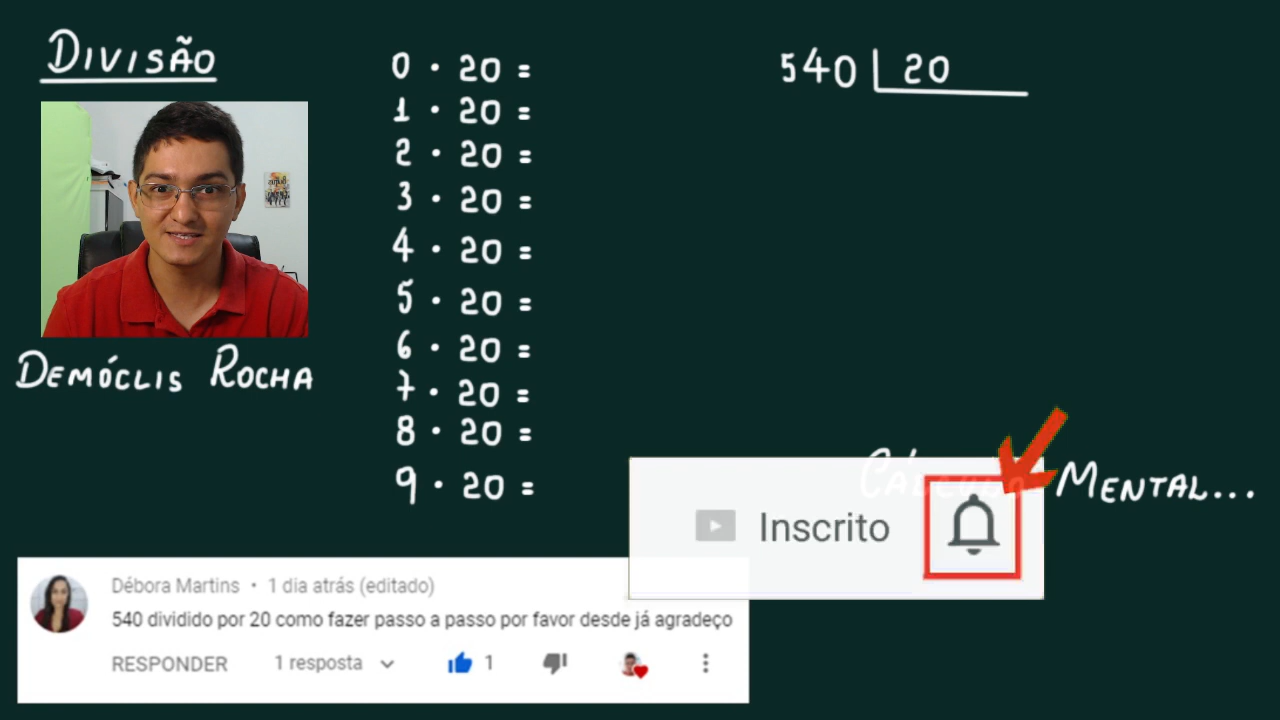 DIVISÃO
DEMÓCLIS ROCHA
0 · 20 =
1 · 20 =
2 · 20 =
3 · 20 =
4 · 20 =
5 · 20 =
6 · 20 =
7 · 20 =
8 · 20 =
9 · 20 =
540 20
CÁLCULO MENTAL...
Inscrito
Débora Martins • 1 dia atrás (editado)
540 dividido por 20 como fazer passo a passo por favor desde já agradeço
RESPONDER 1 resposta 1